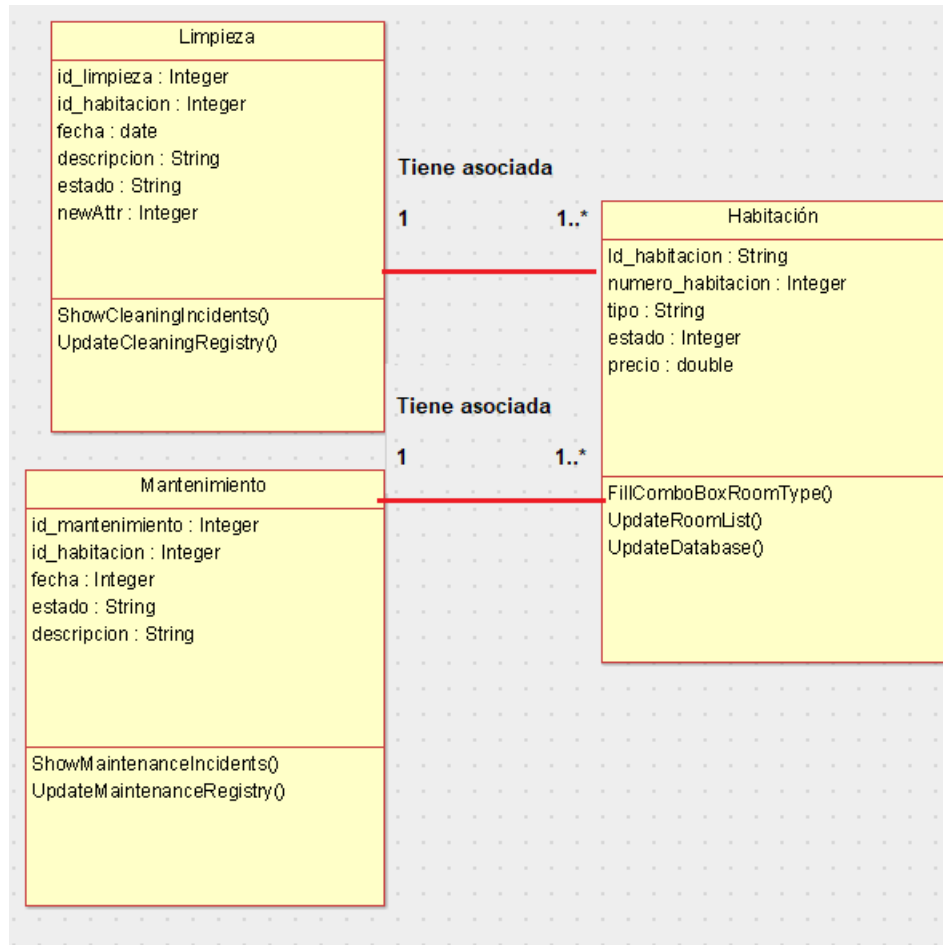 Limpieza
id_limpieza : Integer
id_habitacion : Integer
fecha : date
descripcion : String
estado : String
newAttr : Integer
ShowCleaningIncidents()
UpdateCleaningRegistry()
Tiene asociada
1 1..*
Habitación
Id_habitacion : String
numero_habitacion : Integer
tipo : String
estado : Integer
precio : double
FillComboBoxRoomType()
UpdateRoomList()
UpdateDatabase()
Tiene asociada
1 1..*
Mantenimiento
id_mantenimiento : Integer
id_habitacion : Integer
fecha : Integer
estado : String
descripcion : String
ShowMaintenanceIncidents()
UpdateMaintenanceRegistry()